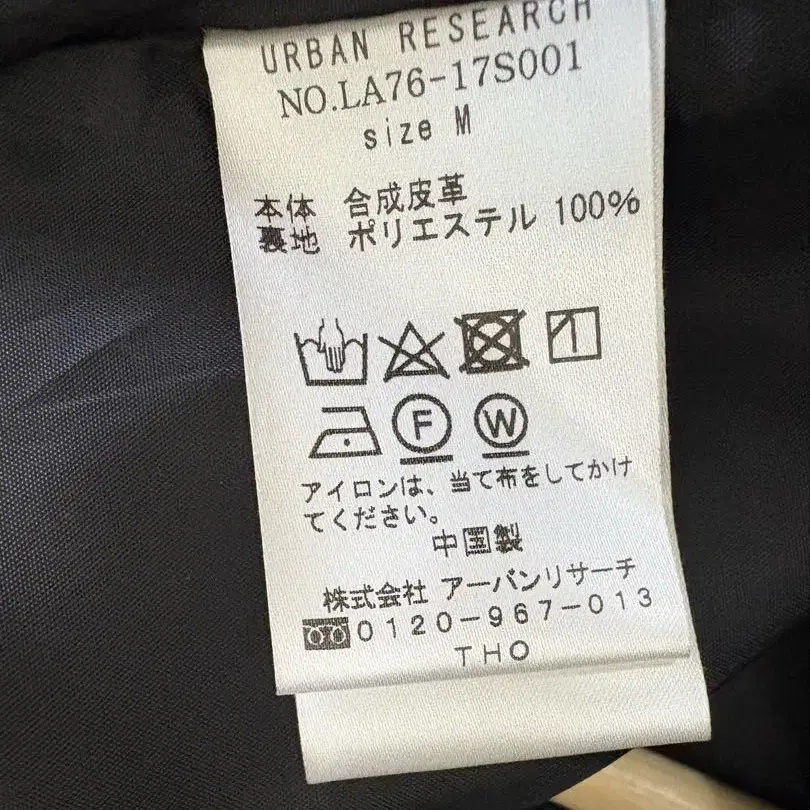 URBAN RESEARCH
NO.LA76-17S001
size M
本体 合成皮革
裏地 ポリエステル 100%
F W
アイロンは、当て布をしてかけ
てください。
中国製
株式会社 アーバンリサーチ
0120-967-013
THO